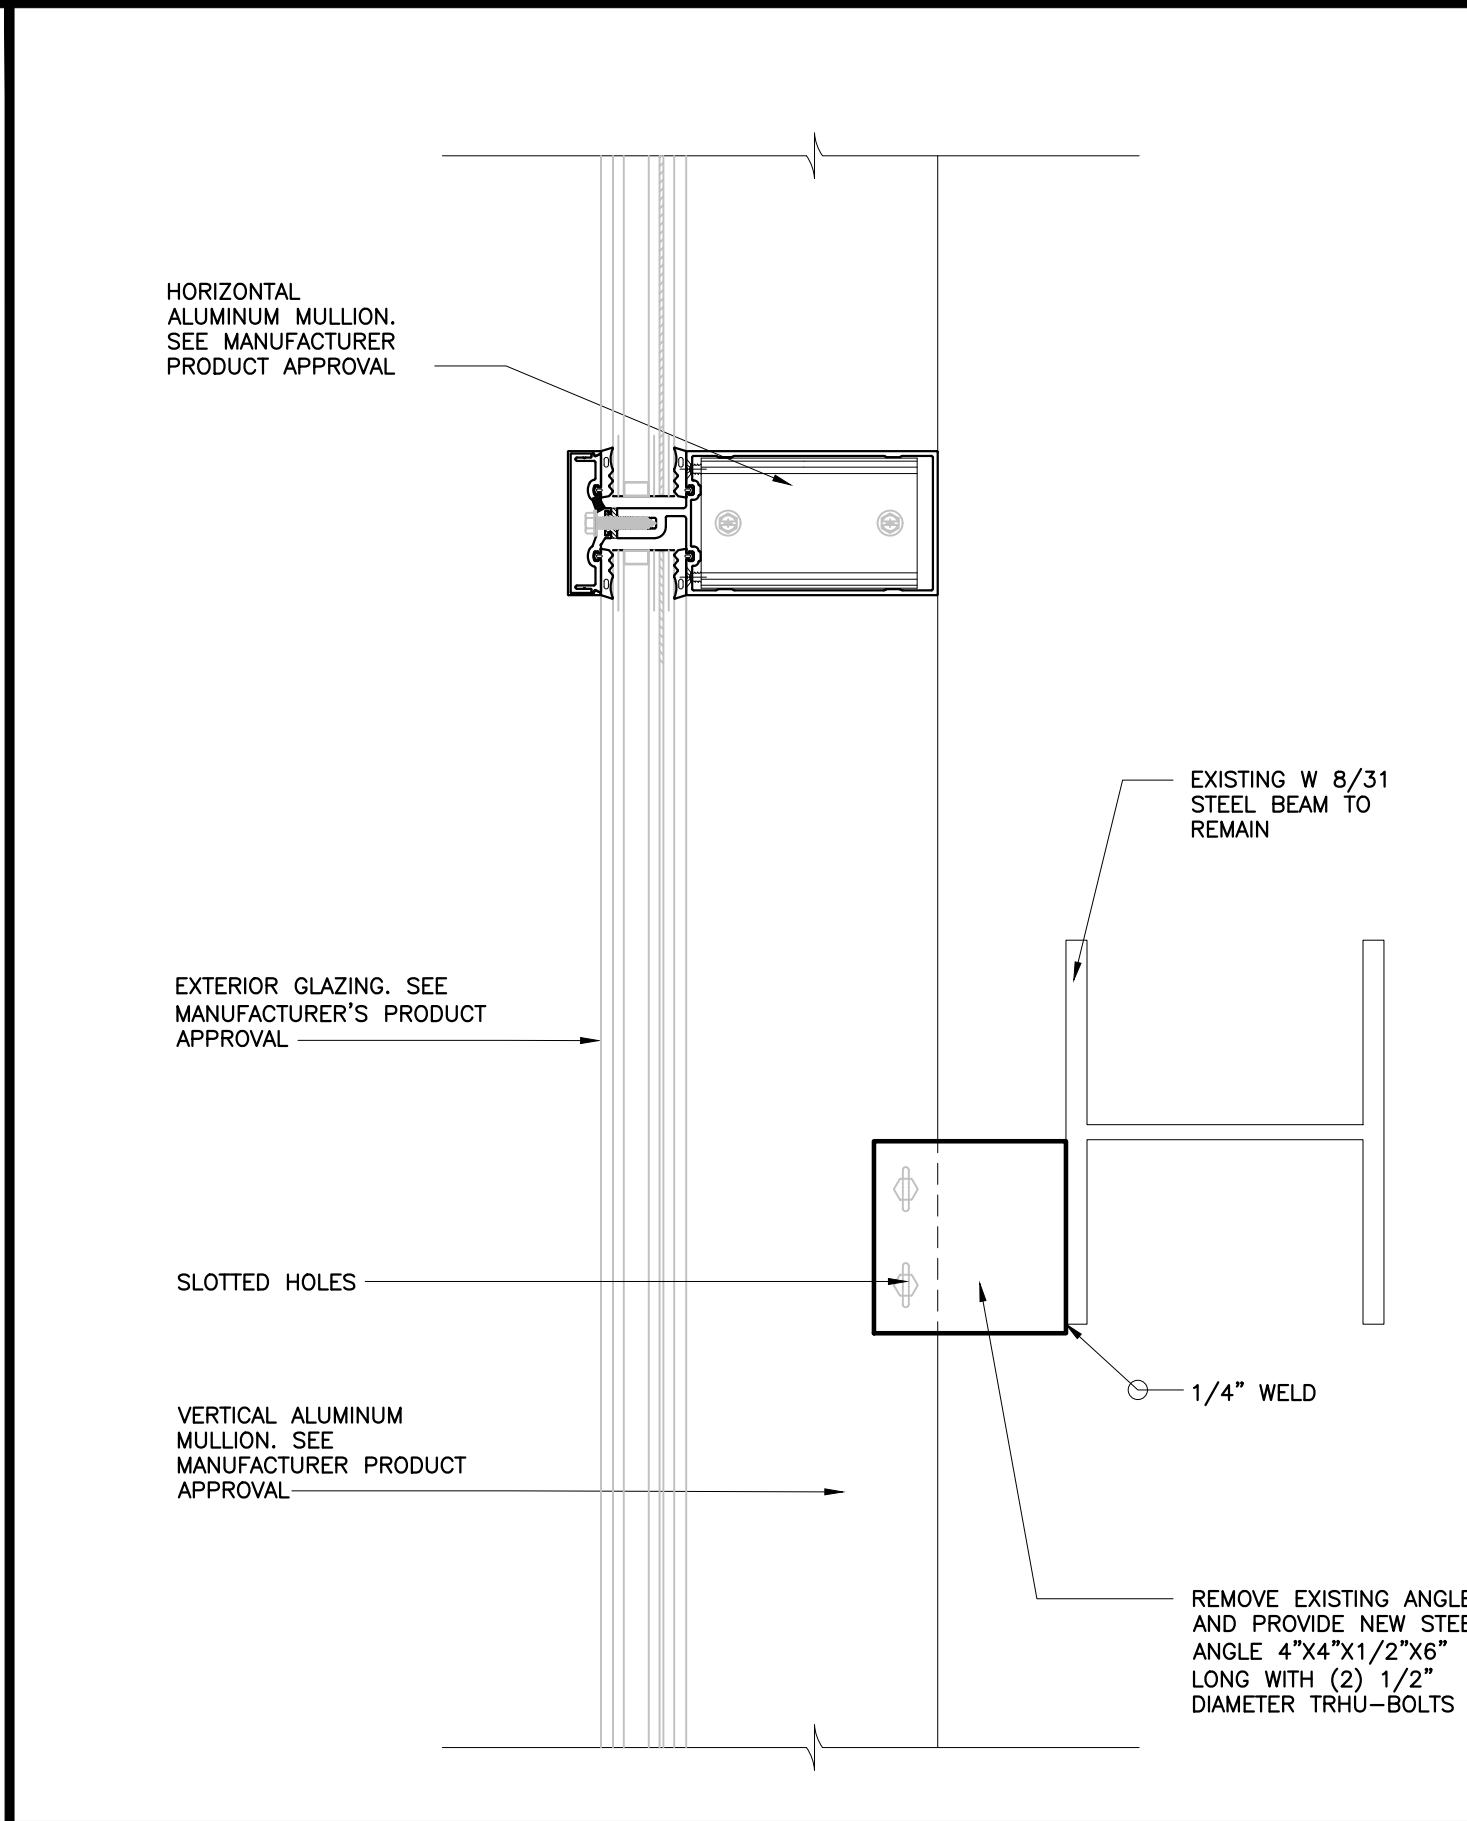 HORIZONTAL
ALUMINUM MULLION.
SEE MANUFACTURER
PRODUCT APPROVAL
EXISTING W 8/31
STEEL BEAM TO
REMAIN
EXTERIOR GLAZING. SEE
MANUFACTURER'S PRODUCT
APPROVAL
SLOTTED HOLES
1/4" WELD
VERTICAL ALUMINUM
MULLION. SEE
MANUFACTURER PRODUCT
APPROVAL
REMOVE EXISTING ANGLE
AND PROVIDE NEW STEE
ANGLE 4"X4"X1/2"X6"
LONG WITH (2) 1/2"
DIAMETER TRHU-BOLTS